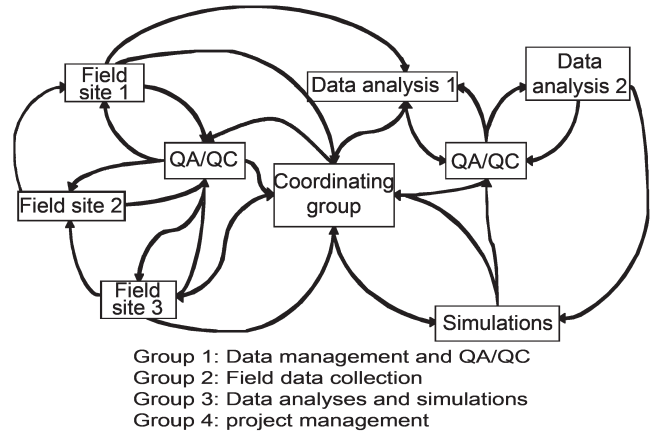 Field
site 1
Data analysis 1
Data
analysis 2
QA/QC
QA/QC
Coordinating
group
Field site 2
Field
site 3
Simulations
Group 1: Data management and QA/QC
Group 2: Field data collection
Group 3: Data analyses and simulations
Group 4: project management